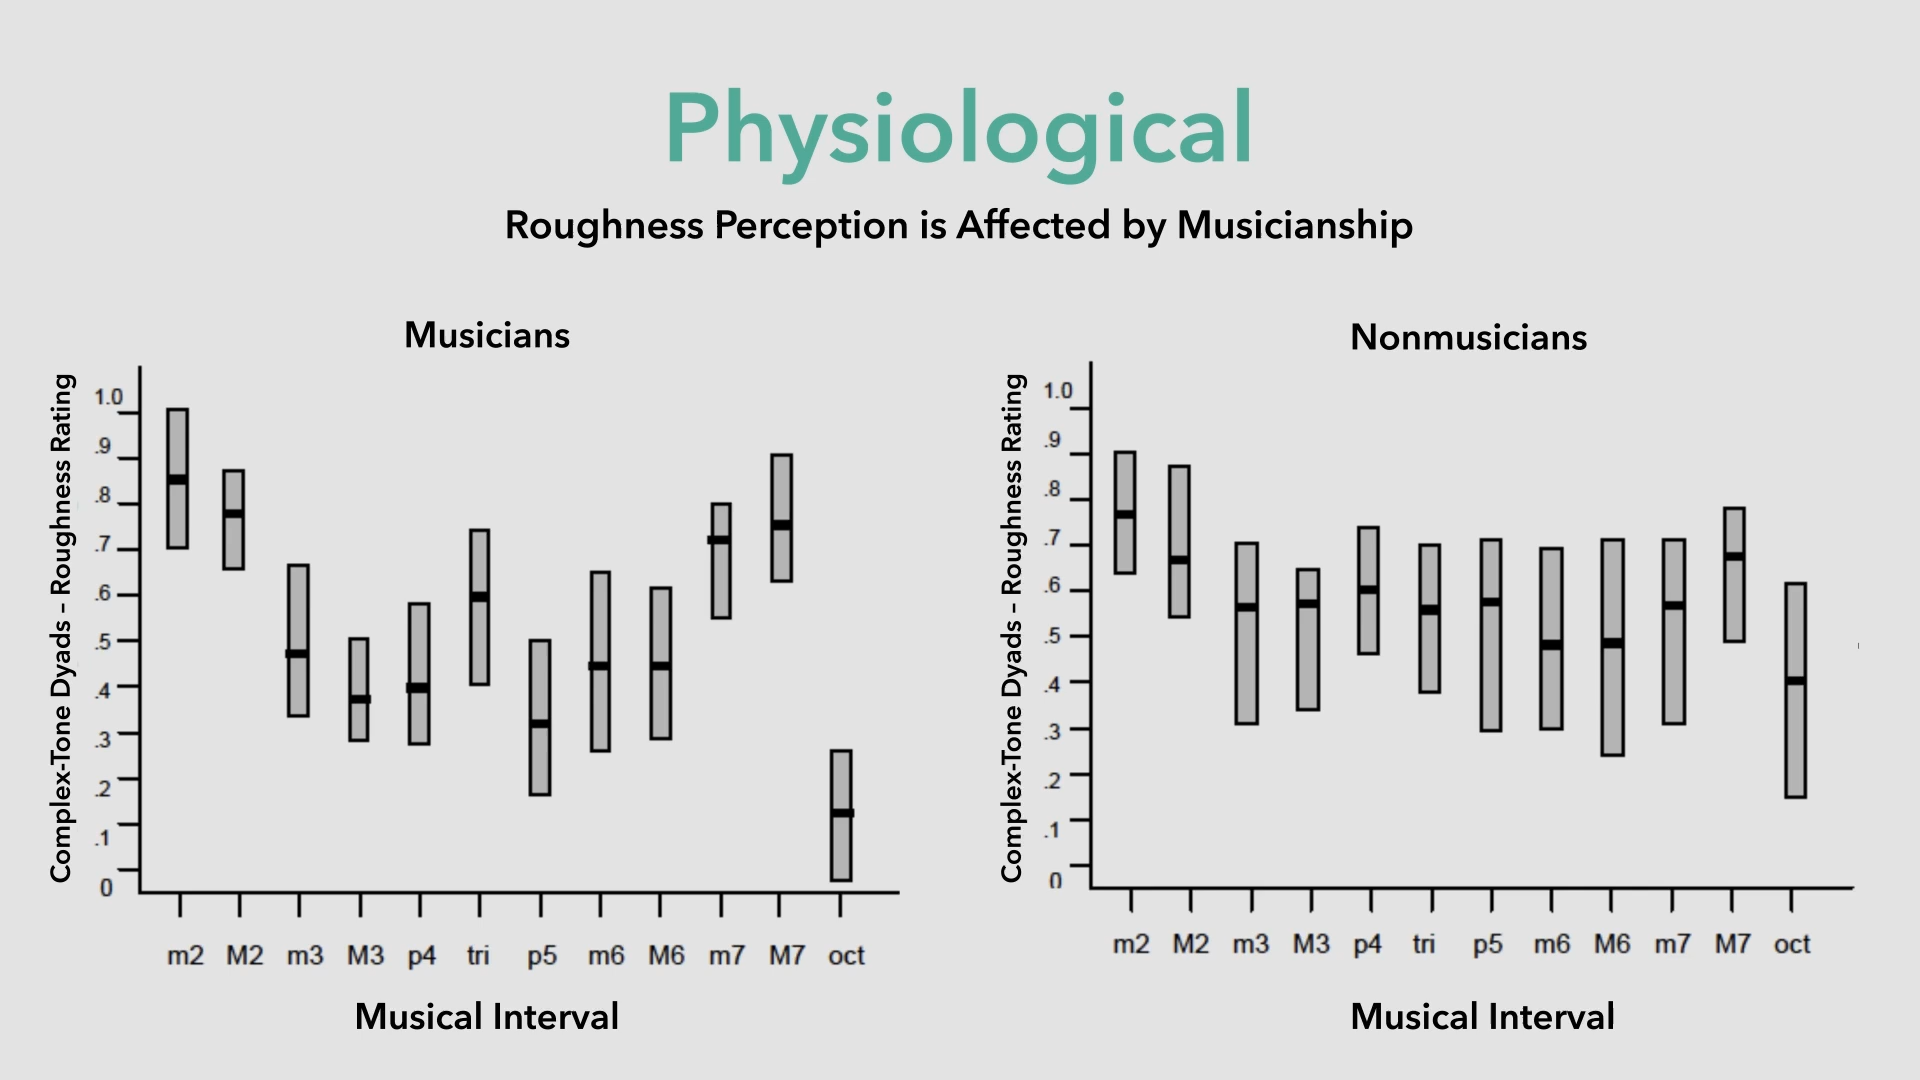 Physiological
Roughness Perception is Affected by Musicianship
Musicians
Complex-Tone Dyads – Roughness Rating
1.0
.9
.8
.7
.6
.5
.4
.3
.2
.1
0
m2 M2 m3 M3 p4 tri p5 m6 M6 m7 M7 oct
Musical Interval
Nonmusicians
Complex-Tone Dyads – Roughness Rating
1.0
.9
.8
.7
.6
.5
.4
.3
.2
.1
0
m2 M2 m3 M3 p4 tri p5 m6 M6 m7 M7 oct
Musical Interval